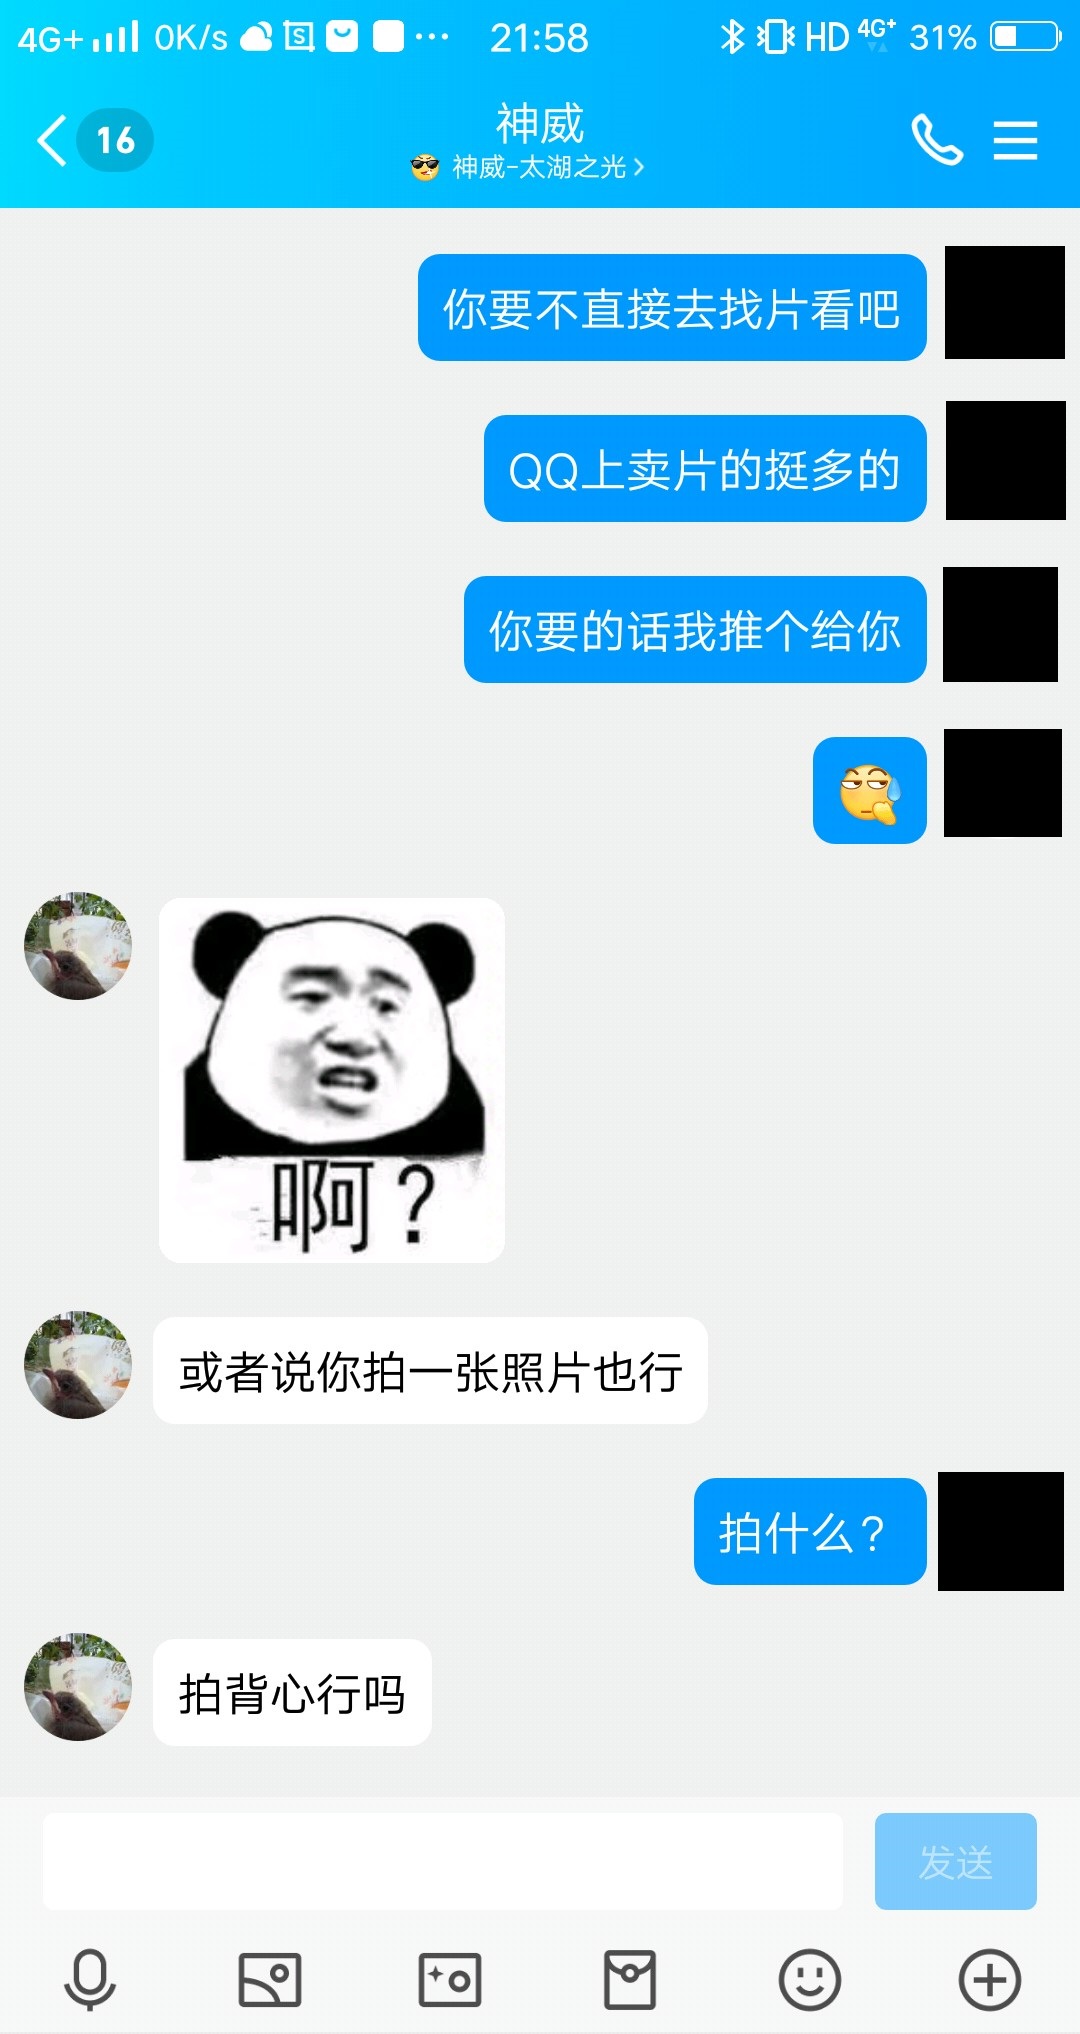 4G+ 0K/s 21:58 HD 4G+ 31%
16
神威
神威-太湖之光
你要不直接去找片看吧
QQ上卖片的挺多的
你要的话我推个给你
啊？
或者说你拍一张照片也行
拍什么？
拍背心行吗
发送